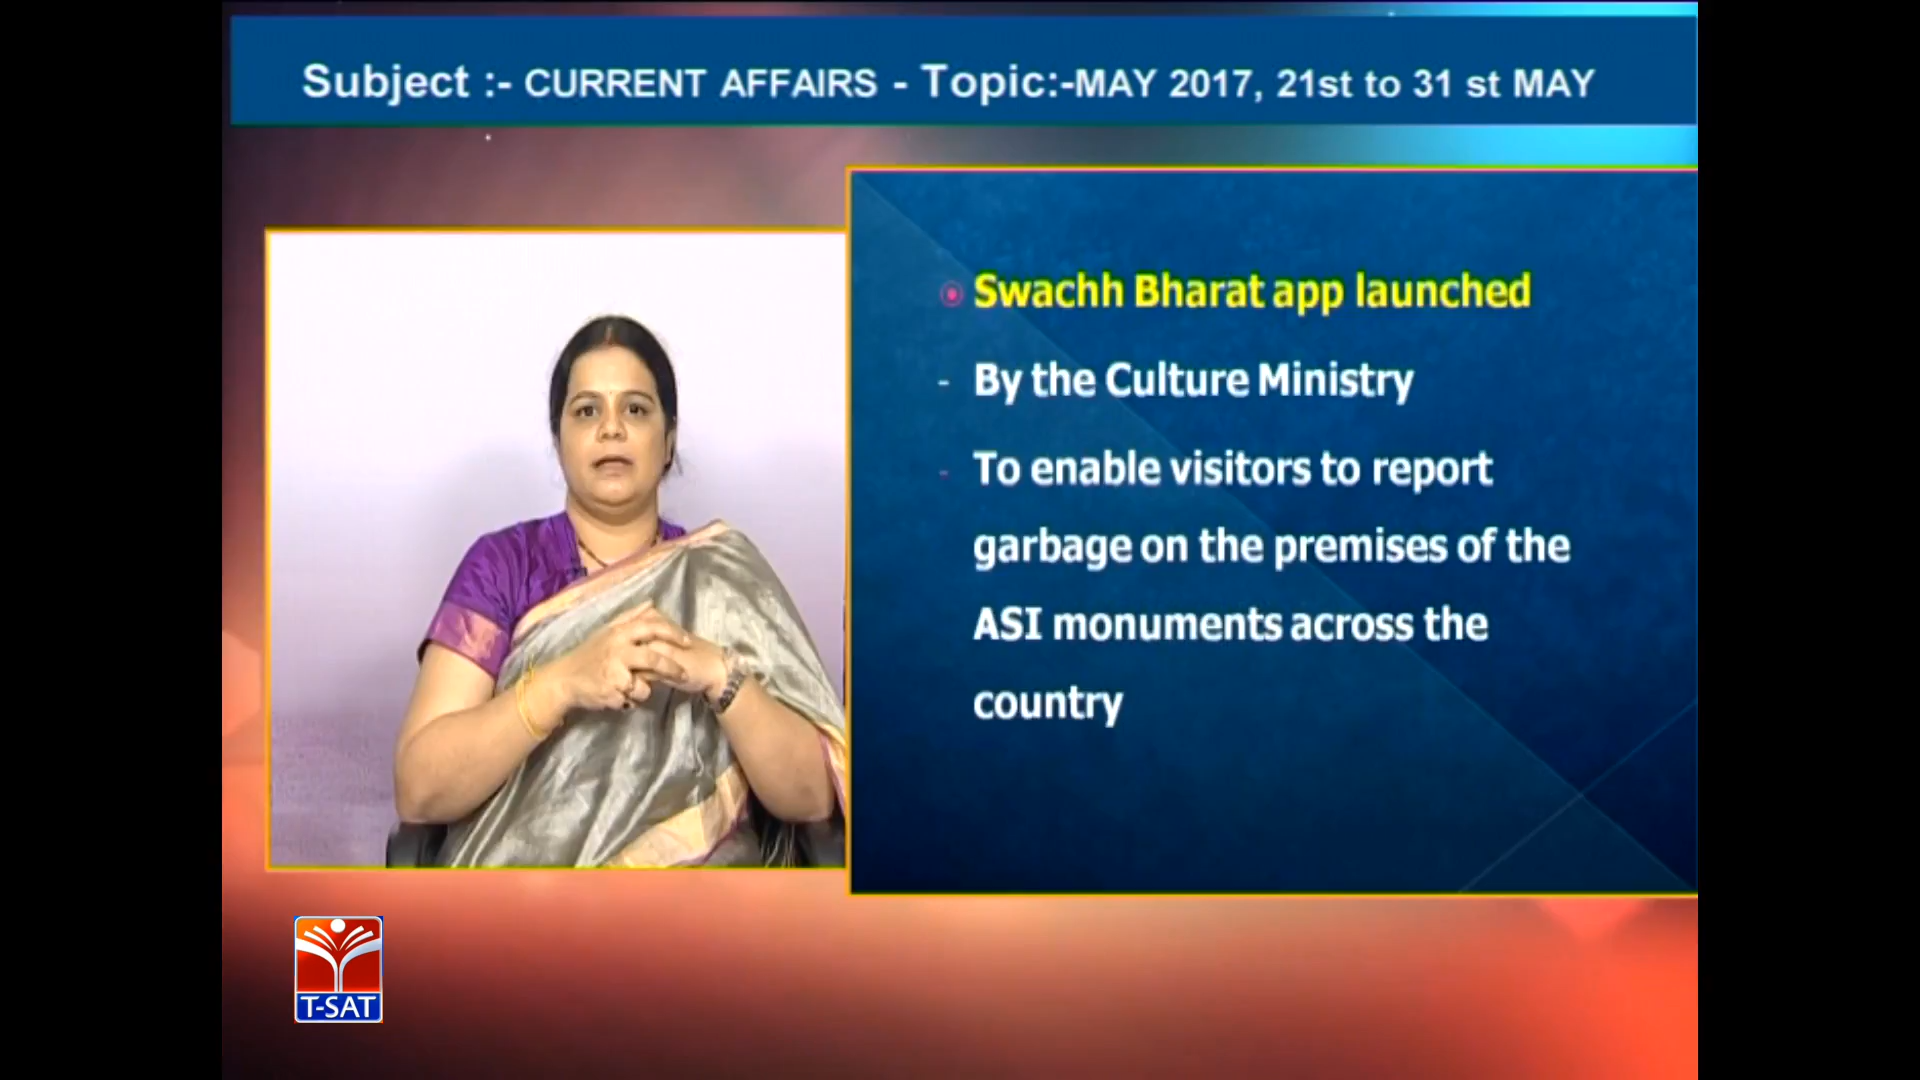 Subject :- CURRENT AFFAIRS - Topic:-MAY 2017, 21st to 31 st MAY
Swachh Bharat app launched
- By the Culture Ministry
- To enable visitors to report
garbage on the premises of the
ASI monuments across the
country
T-SAT